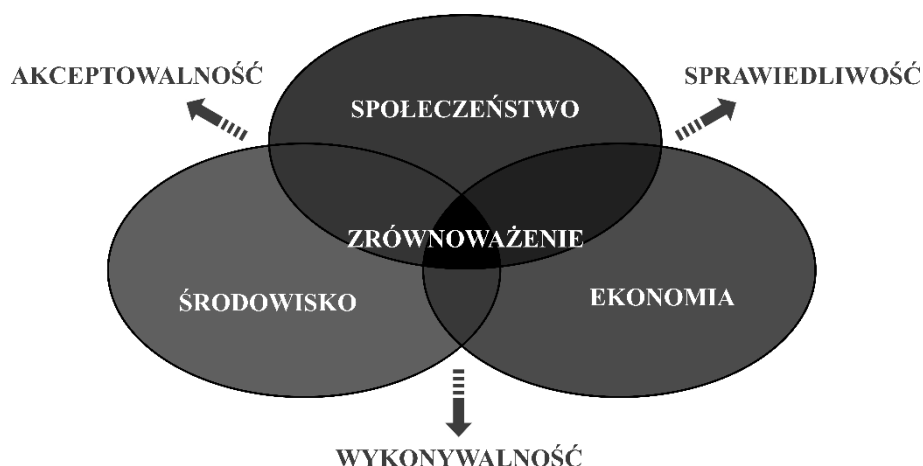 AKCEPTOWALNOŚĆ
SPRAWIEDLIWOŚĆ
SPOŁECZEŃSTWO
ZRÓWNOWAŻENIE
ŚRODOWISKO
EKONOMIA
WYKONYWALNOŚĆ